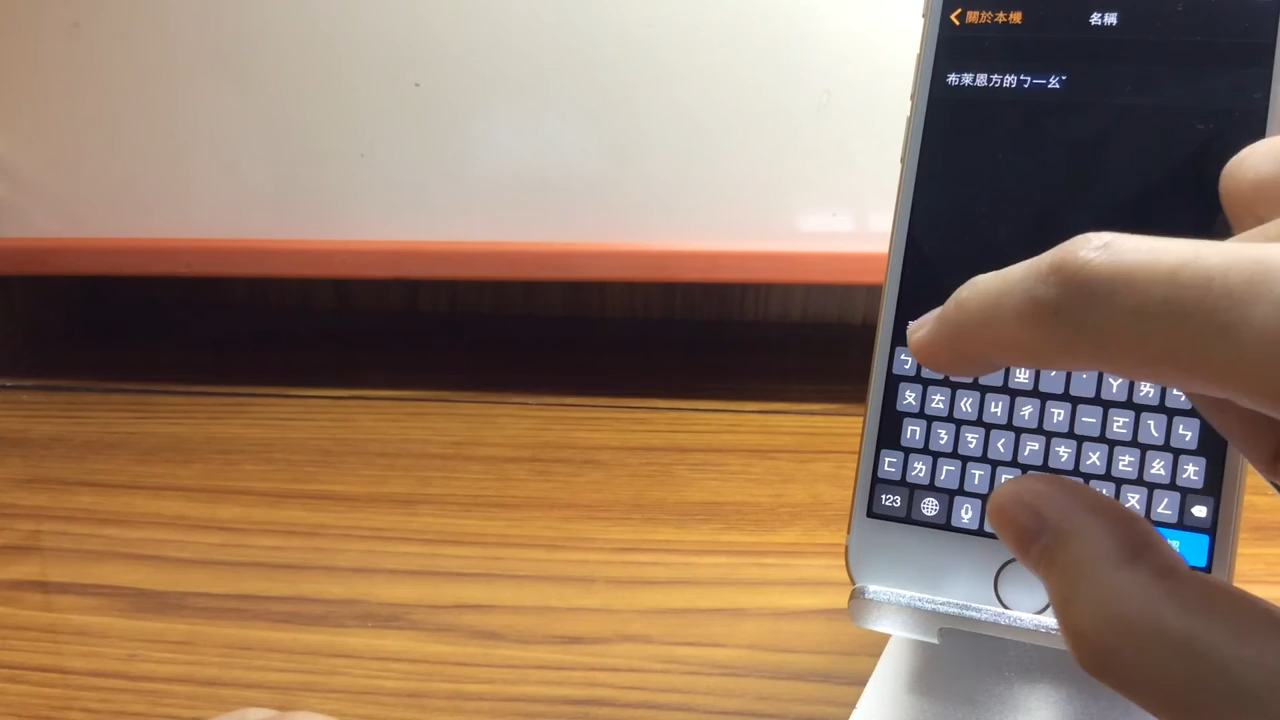 關於本機
名稱
布萊恩方的ㄅㄧㄠˇ
ㄅ ㄓ ˊ ˙ ㄚ ㄞ ㄢ
ㄆ ㄊ ㄍ ㄐ ㄔ ㄗ ㄧ ㄛ ㄟ ㄣ
ㄇ ㄋ ㄎ ㄑ ㄕ ㄘ ㄨ ㄜ ㄠ ㄤ
ㄈ ㄌ ㄏ ㄒ ㄡ ㄥ
123